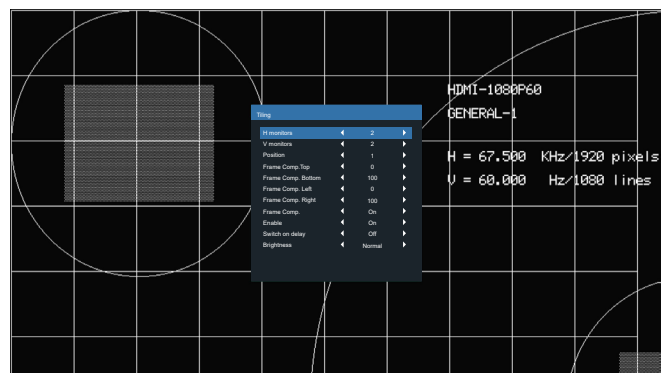 HDMI-1080P60
GENERAL-1
H = 67.500 KHz/1920 pixels
V = 60.000 Hz/1080 lines
Tiling
H monitors 2
V monitors 2
Position 1
Frame Comp.Top 0
Frame Comp. Bottom 100
Frame Comp. Left 0
Frame Comp. Right 100
Frame Comp. On
Enable On
Switch on delay Off
Brightness Normal